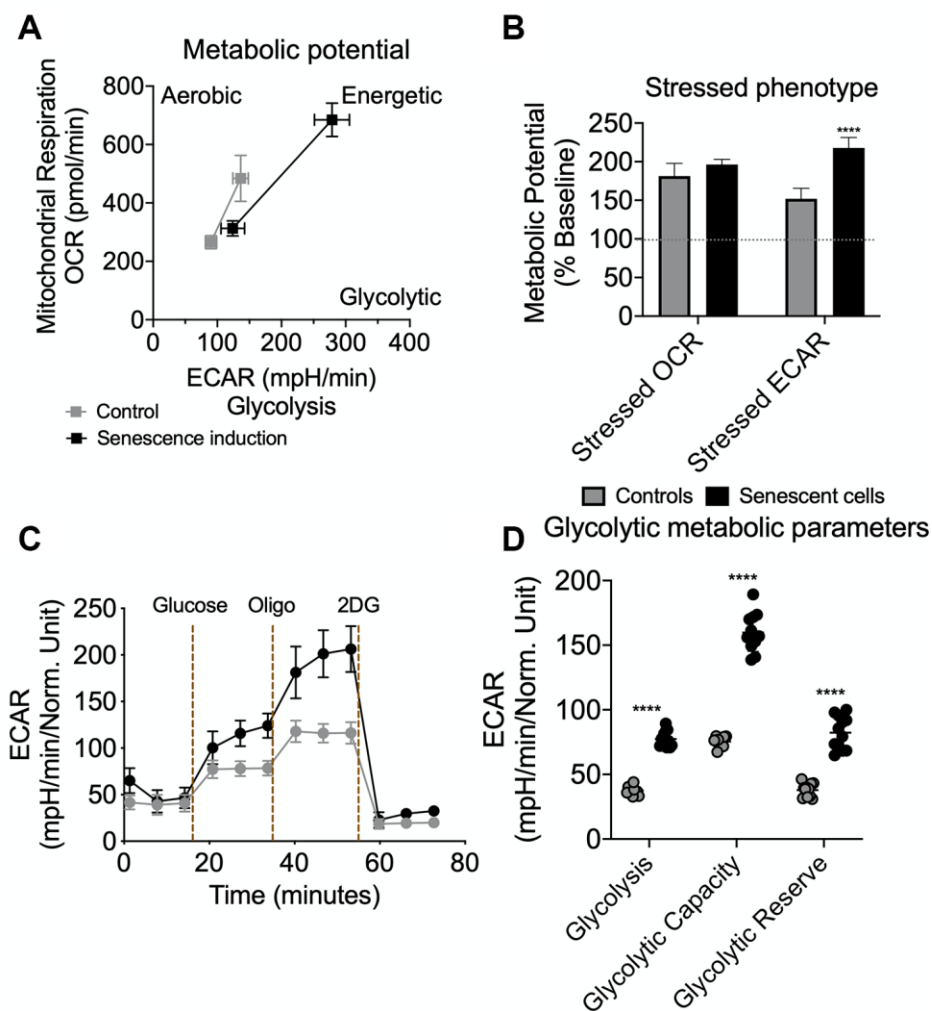 A
Metabolic potential
Mitochondrial Respiration
OCR (pmol/min)
800
600
400
200
0
Aerobic
Energetic
Glycolytic
0 100 200 300 400
ECAR (mpH/min)
Glycolysis
Control
Senescence induction
B
Stressed phenotype
Metabolic Potential
(% Baseline)
250
200
150
100
50
0
****
Stressed OCR
Stressed ECAR
Controls
Senescent cells
C
ECAR
(mpH/min/Norm. Unit)
250
200
150
100
50
0
Glucose
Oligo
2DG
0 20 40 60 80
Time (minutes)
D
Glycolytic metabolic parameters
ECAR
(mpH/min/Norm. Unit)
200
150
100
50
0
****
****
****
Glycolysis
Glycolytic Capacity
Glycolytic Reserve